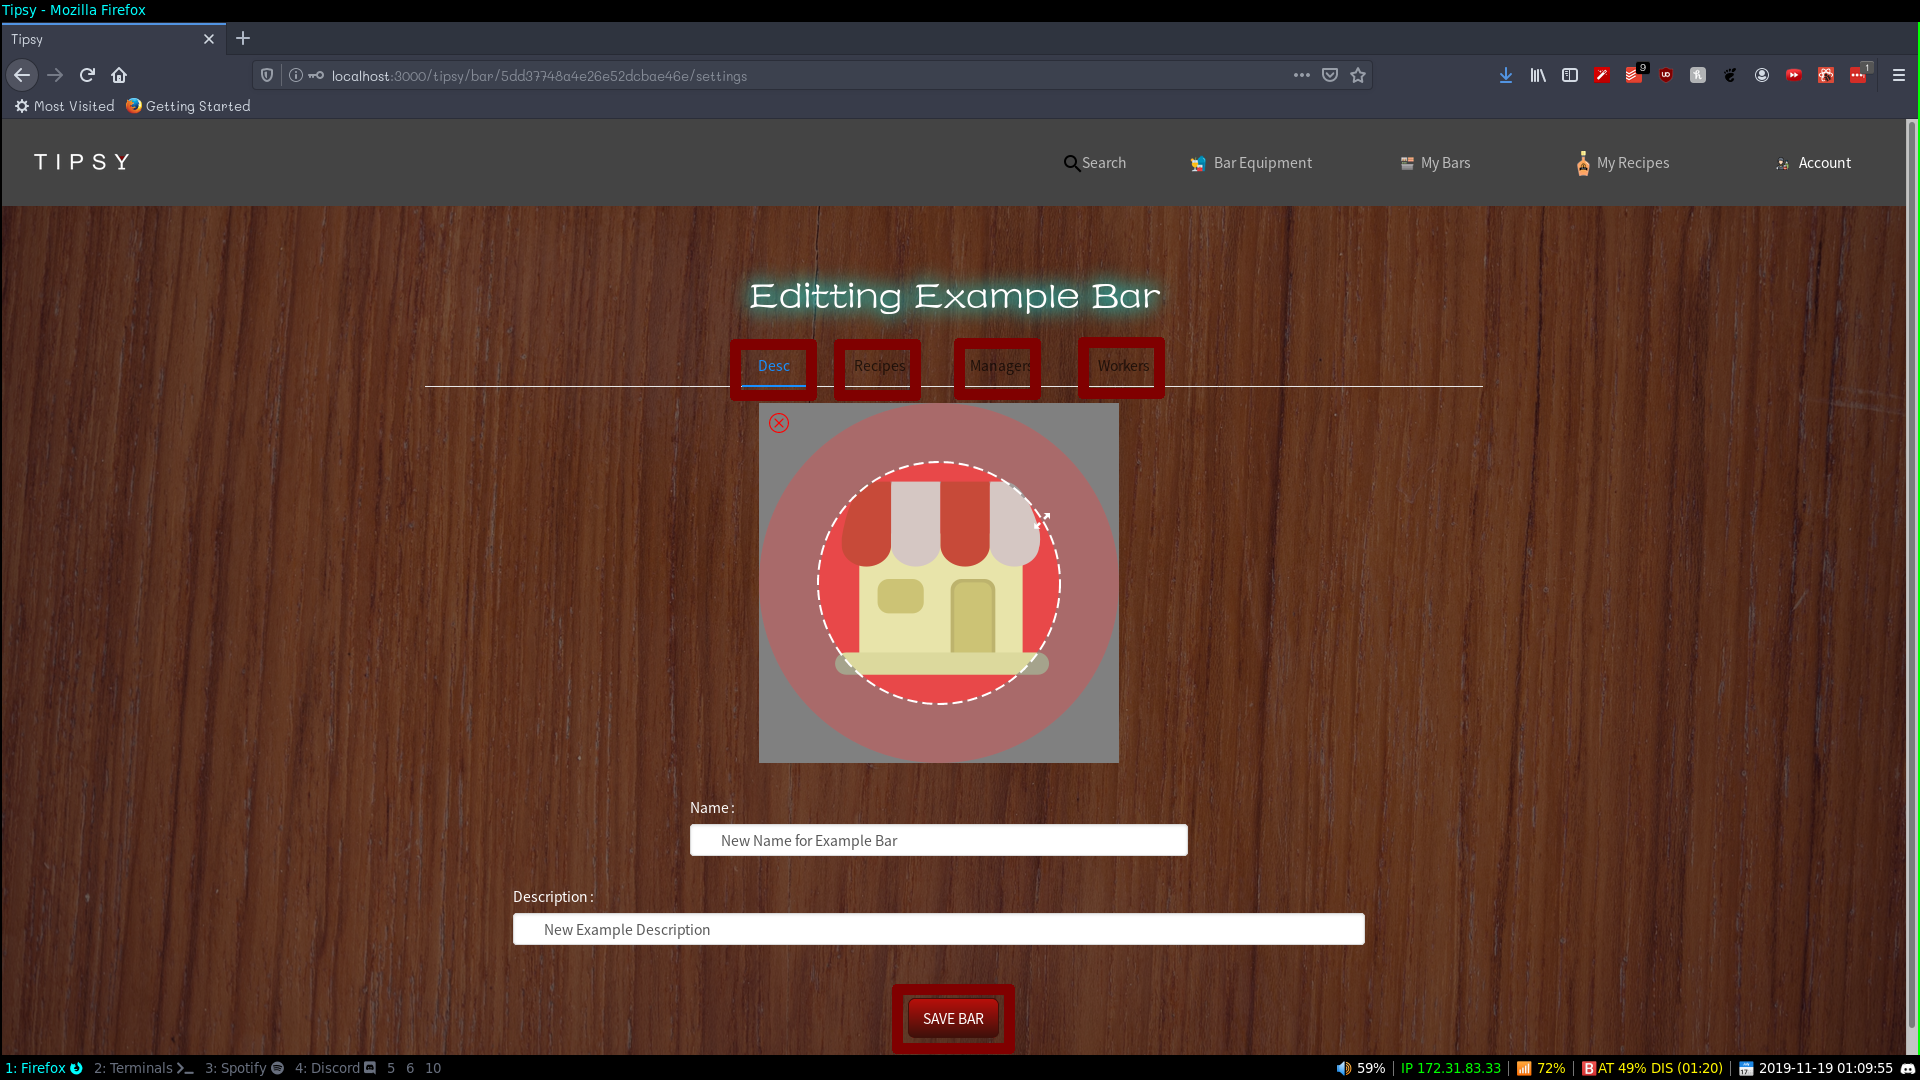 Tipsy - Mozilla Firefox
Tipsy
localhost:3000/tipsy/bar/5dd37748a4e26e52dcbae46e/settings
9
1
Most Visited Getting Started
TIPSY
Search Bar Equipment My Bars My Recipes Account
Editting Example Bar
Desc Recipes Managers Workers
Name :
New Name for Example Bar
Description :
New Example Description
SAVE BAR
1: Firefox 2: Terminals 3: Spotify 4: Discord 5 6 10 59% | IP 172.31.83.33 | 72% | BAT 49% DIS (01:20) | 2019-11-19 01:09:55